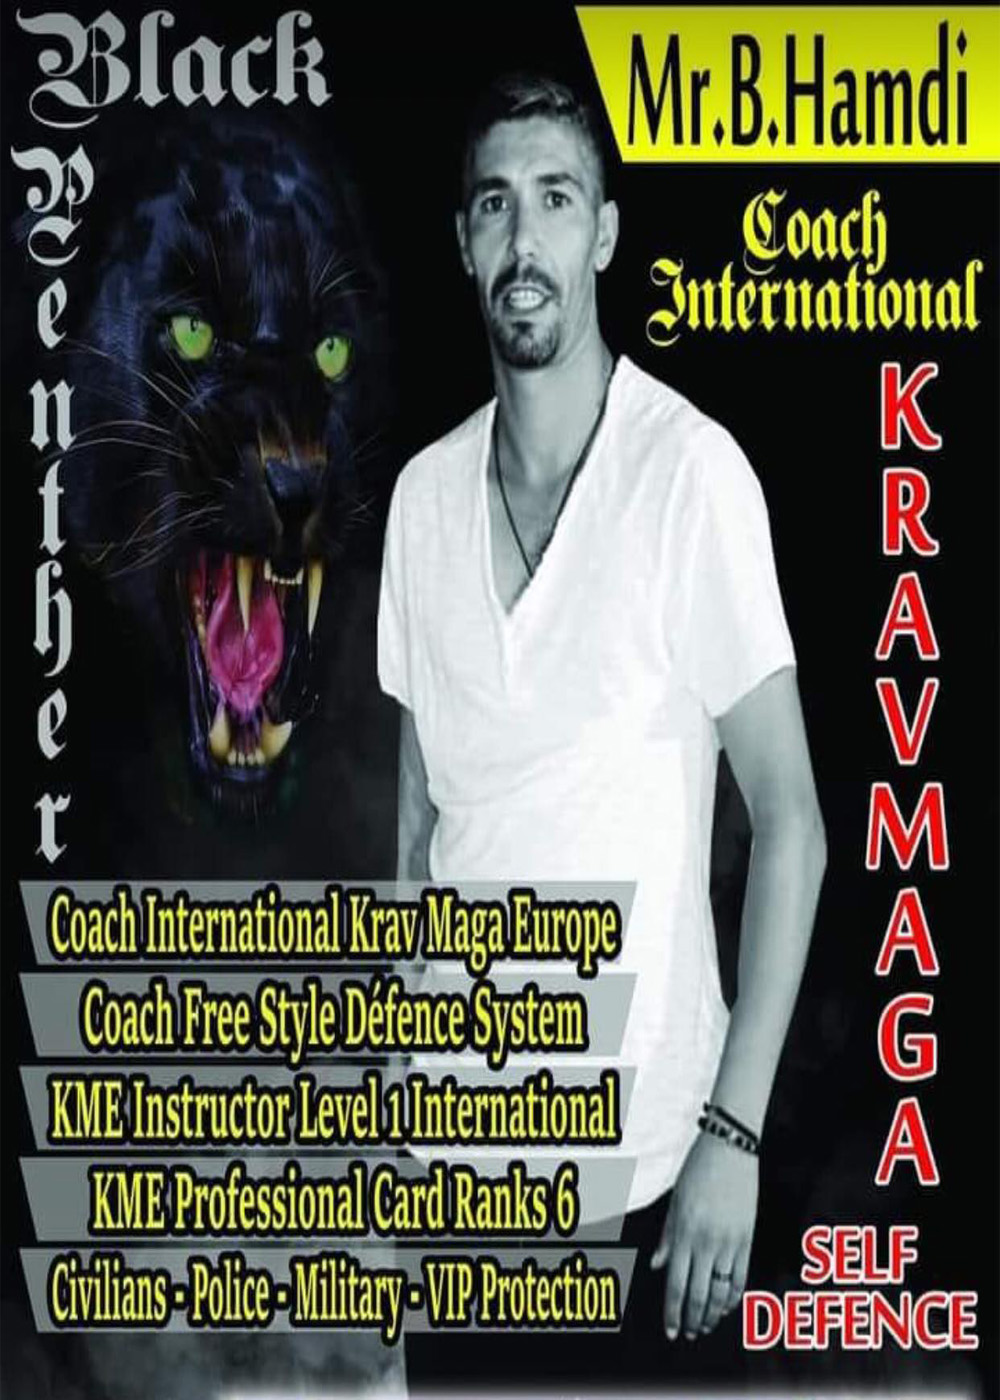 Black
Penther
Mr.B.Hamdi
Coach
International
KRAVMAGA
SELF
DEFENCE
Coach International Krav Maga Europe
Coach Free Style Défence System
KME Instructor Level 1 International
KME Professional Card Ranks 6
Civilians - Police - Military - VIP Protection